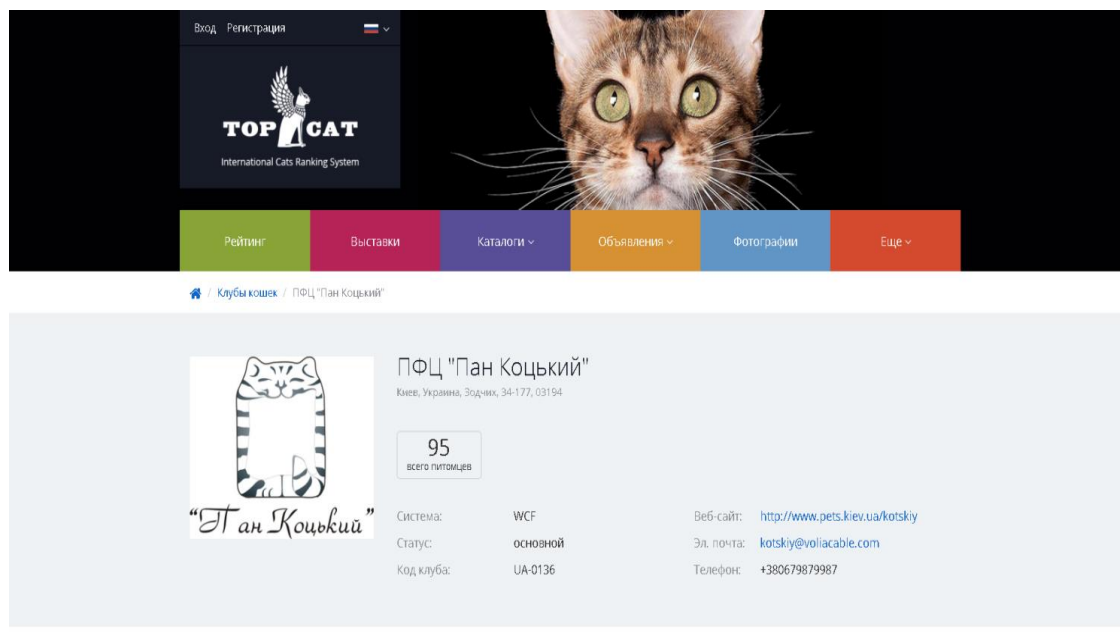 Вход Регистрация
TOP CAT
International Cats Ranking System
Рейтинг Выставки Каталоги Объявления Фотографии Еще
/ Клубы кошек / ПФЦ "Пан Коцький"
ПФЦ "Пан Коцький"
Киев, Украина, Зодчих, 34-177, 03194
95
всего питомцев
"Пан Коцький"
Система: WCF Веб-сайт: http://www.pets.kiev.ua/kotskiy
Статус: основной Эл. почта: kotskiy@voliacable.com
Код клуба: UA-0136 Телефон: +380679879987